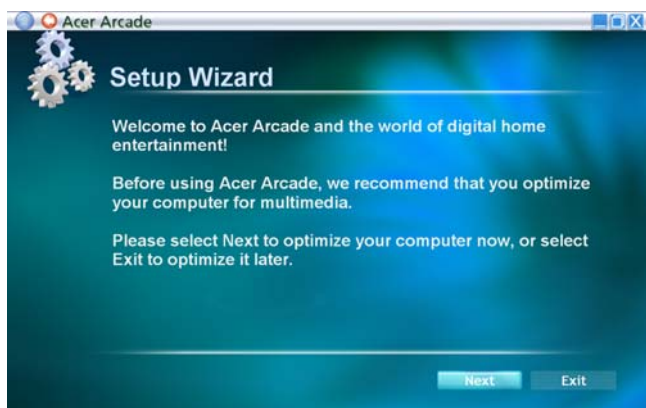 Acer Arcade
Setup Wizard
Welcome to Acer Arcade and the world of digital home
entertainment!
Before using Acer Arcade, we recommend that you optimize
your computer for multimedia.
Please select Next to optimize your computer now, or select
Exit to optimize it later.
Next Exit